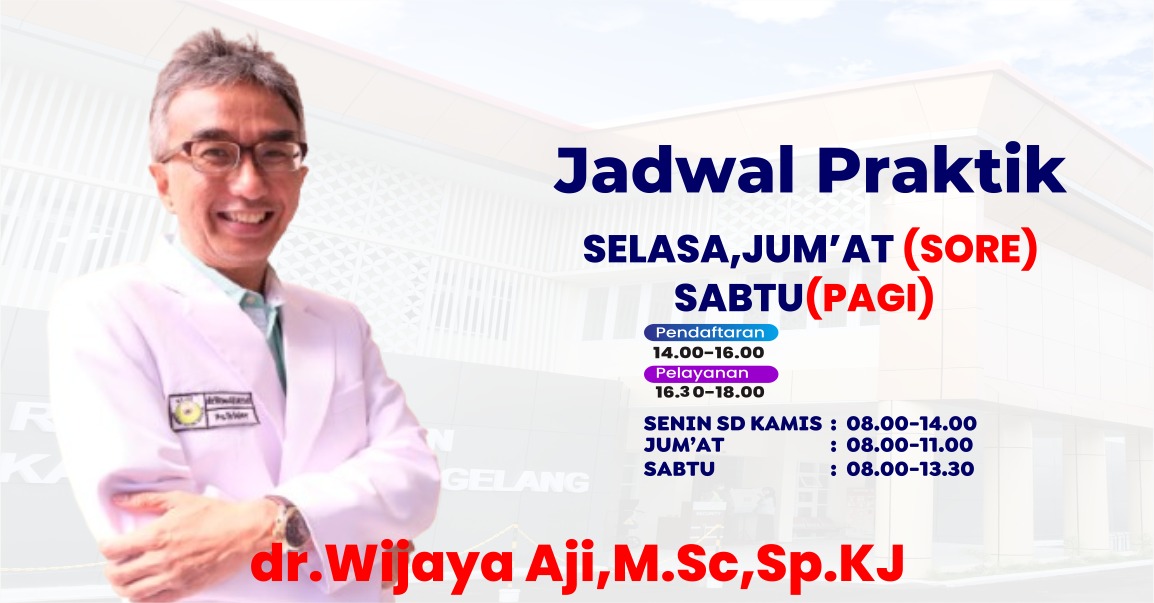 Jadwal Praktik
SELASA,JUM’AT (SORE)
SABTU(PAGI)
Pendaftaran
14.00-16.00
Pelayanan
16.30-18.00
SENIN SD KAMIS : 08.00-14.00
JUM’AT : 08.00-11.00
SABTU : 08.00-13.30
GELANG
dr.Wijaya Aji,M.Sc,Sp.KJ